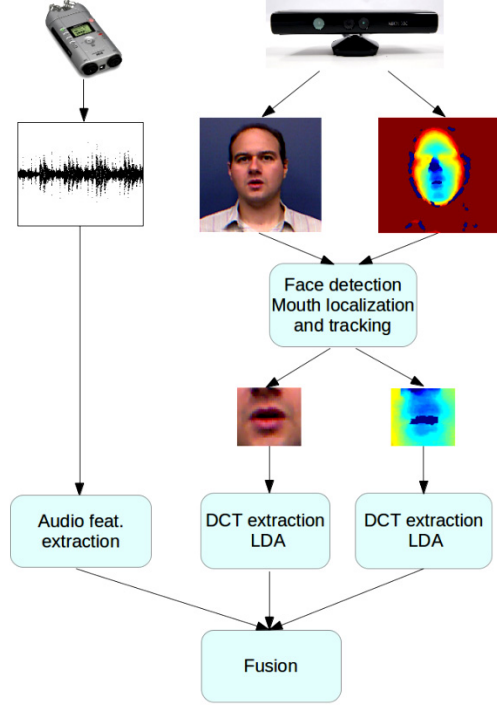 Face detection
Mouth localization
and tracking
Audio feat.
extraction
DCT extraction
LDA
DCT extraction
LDA
Fusion